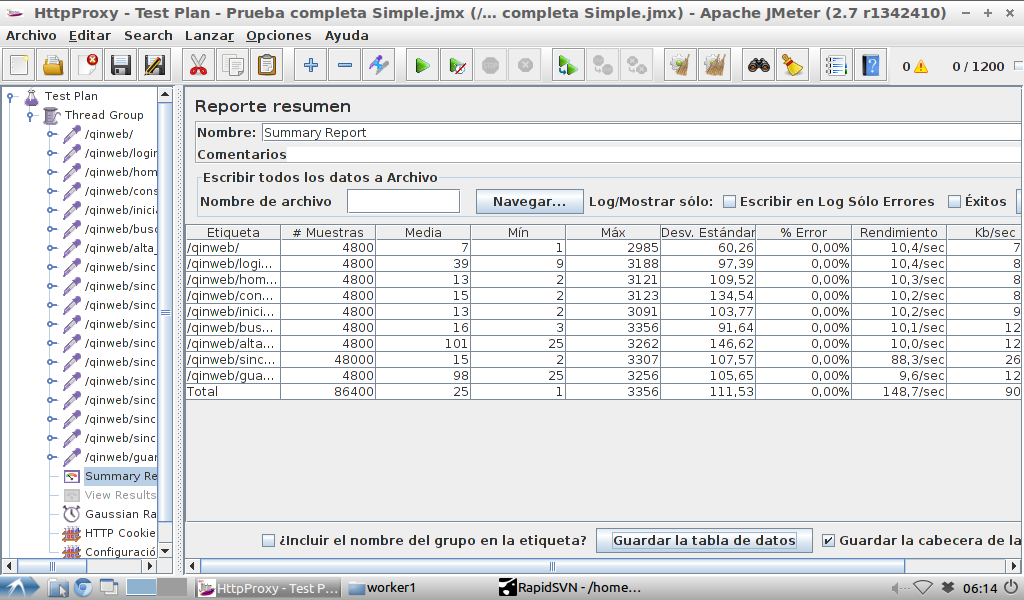 HttpProxy - Test Plan - Prueba completa Simple.jmx (/... completa Simple.jmx) - Apache JMeter (2.7 r1342410)
Archivo Editar Search Lanzar Opciones Ayuda
0 0 / 1200
Test Plan
Thread Group
/qinweb/
/qinweb/login
/qinweb/hom
/qinweb/cons
/qinweb/inicia
/qinweb/busc
/qinweb/alta_
/qinweb/sinc
/qinweb/sinc
/qinweb/sinc
/qinweb/sinc
/qinweb/sinc
/qinweb/sinc
/qinweb/sinc
/qinweb/sinc
/qinweb/sinc
/qinweb/sinc
/qinweb/guar
Summary Re
View Results
Gaussian Ra
HTTP Cookie
Configuració
Reporte resumen
Nombre: Summary Report
Comentarios
Escribir todos los datos a Archivo
Nombre de archivo Navegar... Log/Mostrar sólo: Escribir en Log Sólo Errores Éxitos
Etiqueta # Muestras Media Mín Máx Desv. Estándar % Error Rendimiento Kb/sec
/qinweb/ 4800 7 1 2985 60,26 0,00% 10,4/sec 7
/qinweb/logi... 4800 39 9 3188 97,39 0,00% 10,4/sec 8
/qinweb/hom... 4800 13 2 3121 109,52 0,00% 10,3/sec 8
/qinweb/con... 4800 15 2 3123 134,54 0,00% 10,2/sec 8
/qinweb/inici... 4800 13 2 3091 103,77 0,00% 10,2/sec 9
/qinweb/bus... 4800 16 3 3356 91,64 0,00% 10,1/sec 12
/qinweb/alta... 4800 101 25 3262 146,62 0,00% 10,0/sec 12
/qinweb/sinc... 48000 15 2 3307 107,57 0,00% 88,3/sec 26
/qinweb/gua... 4800 98 25 3256 105,65 0,00% 9,6/sec 12
Total 86400 25 1 3356 111,53 0,00% 148,7/sec 90
¿Incluir el nombre del grupo en la etiqueta? Guardar la tabla de datos Guardar la cabecera de la
HttpProxy - Test P... worker1 RapidSVN - /home... 06:14